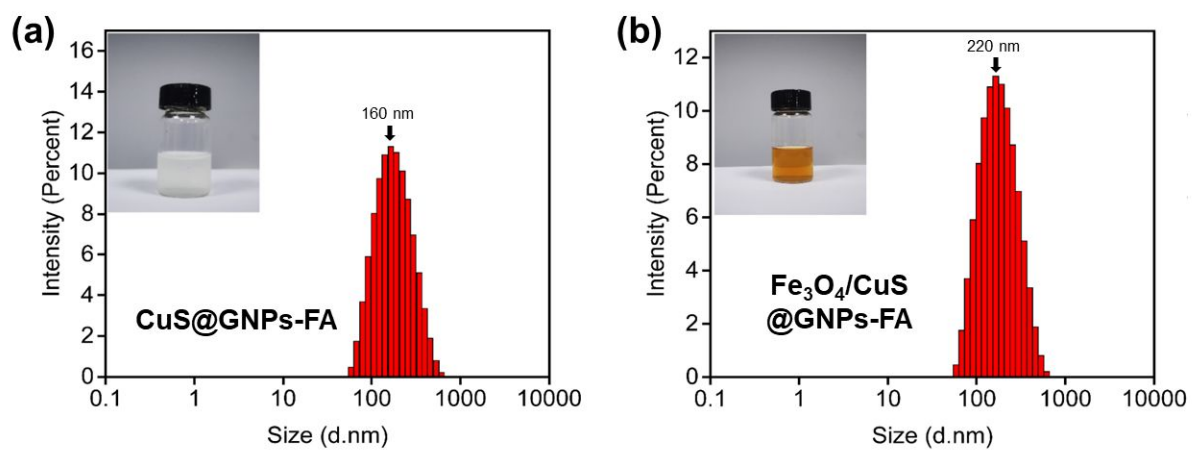 (a)
16
14
12
10
8
6
4
2
0
Intensity (Percent)
160 nm
CuS@GNPs-FA
0.1 1 10 100 1000 10000
Size (d.nm)
(b)
12
10
8
6
4
2
0
Intensity (Percent)
220 nm
Fe₃O₄/CuS
@GNPs-FA
0.1 1 10 100 1000 10000
Size (d.nm)